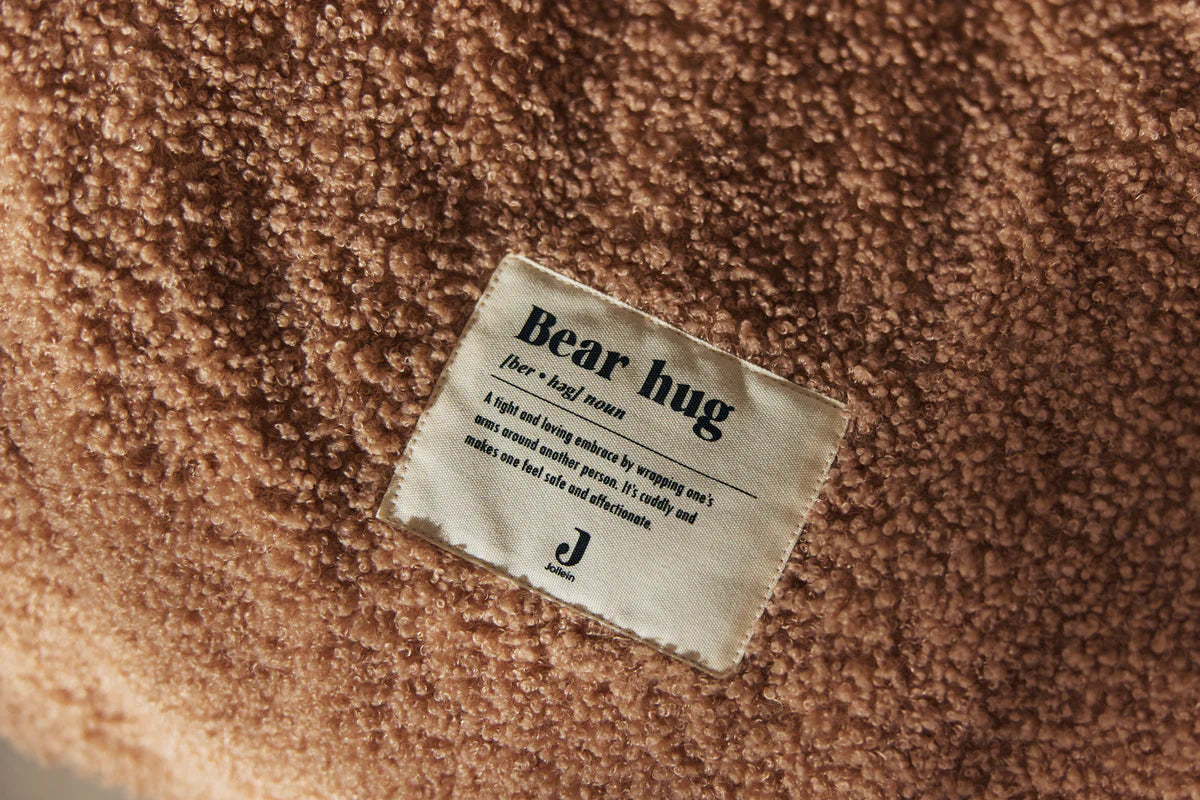 Bear hug
/ber • həg/ noun
A tight and loving embrace by wrapping one's
arms around another person. It's cuddly and
makes one feel safe and affectionate.
J
Jollein